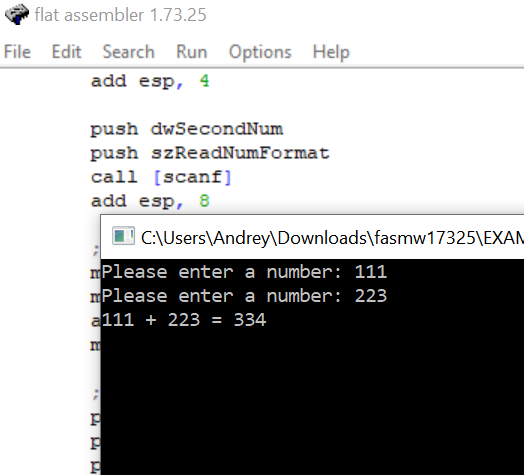 flat assembler 1.73.25
File Edit Search Run Options Help
add esp, 4
push dwSecondNum
push szReadNumFormat
call [scanf]
add esp, 8
C:\Users\Andrey\Downloads\fasmw17325\EXAM
;
m
Please enter a number: 111
m
Please enter a number: 223
a
111 + 223 = 334
m
;
p
p
p